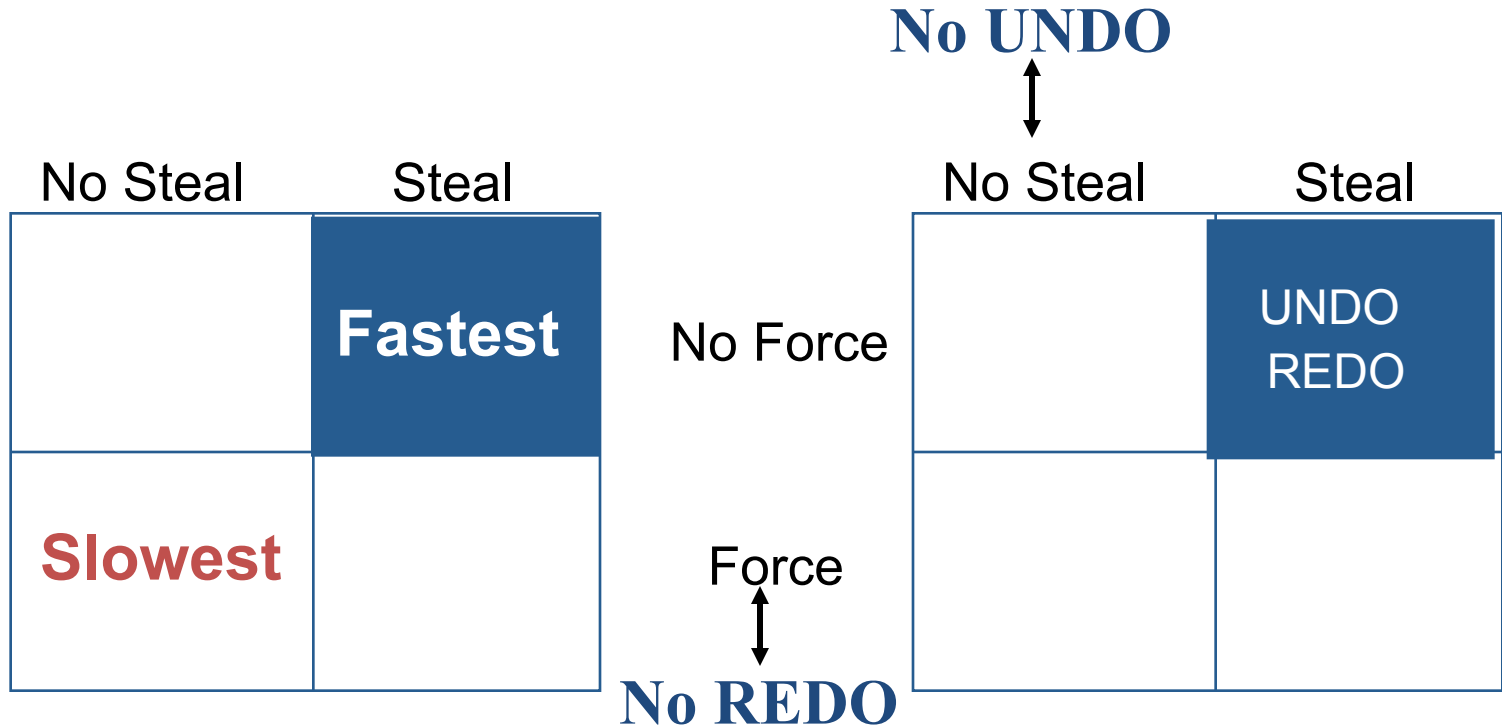 No UNDO
No Steal Steal
No Steal Steal
Fastest
No Force
UNDO
REDO
Slowest
Force
No REDO